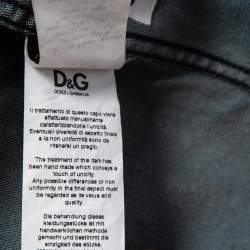 D&G
DOLCE & GABBANA
Il trattamento di questo capo viene
effettuato manualmente
caratterizzandolo l'unicità.
Eventuali diversità di aspetto finale
e la non uniformità sono da
ritenersi un pregio.
The treatment of this item has
been hand made which conveys a
touch of unicity.
Any possible differences or non
uniformity in the final aspect must
be regarded as its value and
quality.
Die behandlung dieses
kleidungsstücks ist mit
handwerklichen methoden
gemacht und bestimmt die
einzigkeit des stücks.